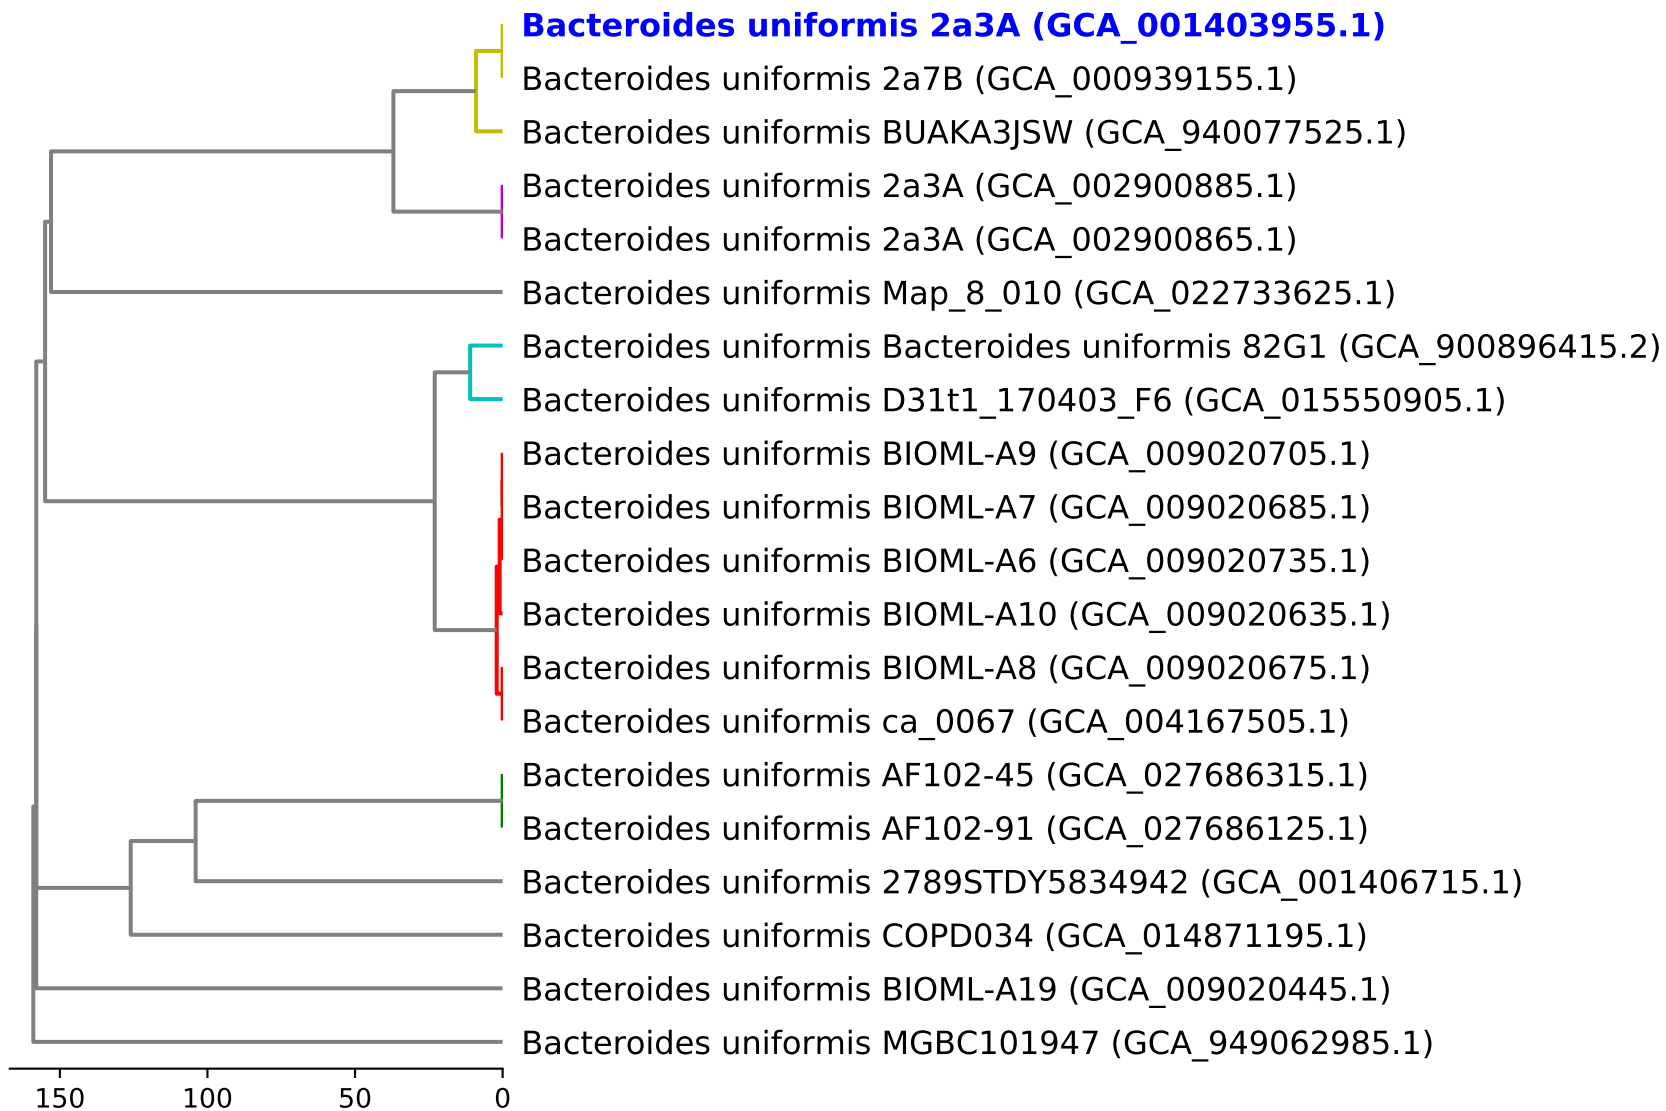 Bacteroides uniformis 2a3A (GCA_001403955.1)
Bacteroides uniformis 2a7B (GCA_000939155.1)
Bacteroides uniformis BUAKA3JSW (GCA_940077525.1)
Bacteroides uniformis 2a3A (GCA_002900885.1)
Bacteroides uniformis 2a3A (GCA_002900865.1)
Bacteroides uniformis Map_8_010 (GCA_022733625.1)
Bacteroides uniformis Bacteroides uniformis 82G1 (GCA_900896415.2)
Bacteroides uniformis D31t1_170403_F6 (GCA_015550905.1)
Bacteroides uniformis BIOML-A9 (GCA_009020705.1)
Bacteroides uniformis BIOML-A7 (GCA_009020685.1)
Bacteroides uniformis BIOML-A6 (GCA_009020735.1)
Bacteroides uniformis BIOML-A10 (GCA_009020635.1)
Bacteroides uniformis BIOML-A8 (GCA_009020675.1)
Bacteroides uniformis ca_0067 (GCA_004167505.1)
Bacteroides uniformis AF102-45 (GCA_027686315.1)
Bacteroides uniformis AF102-91 (GCA_027686125.1)
Bacteroides uniformis 2789STDY5834942 (GCA_001406715.1)
Bacteroides uniformis COPD034 (GCA_014871195.1)
Bacteroides uniformis BIOML-A19 (GCA_009020445.1)
Bacteroides uniformis MGBC101947 (GCA_949062985.1)
150 100 50 0